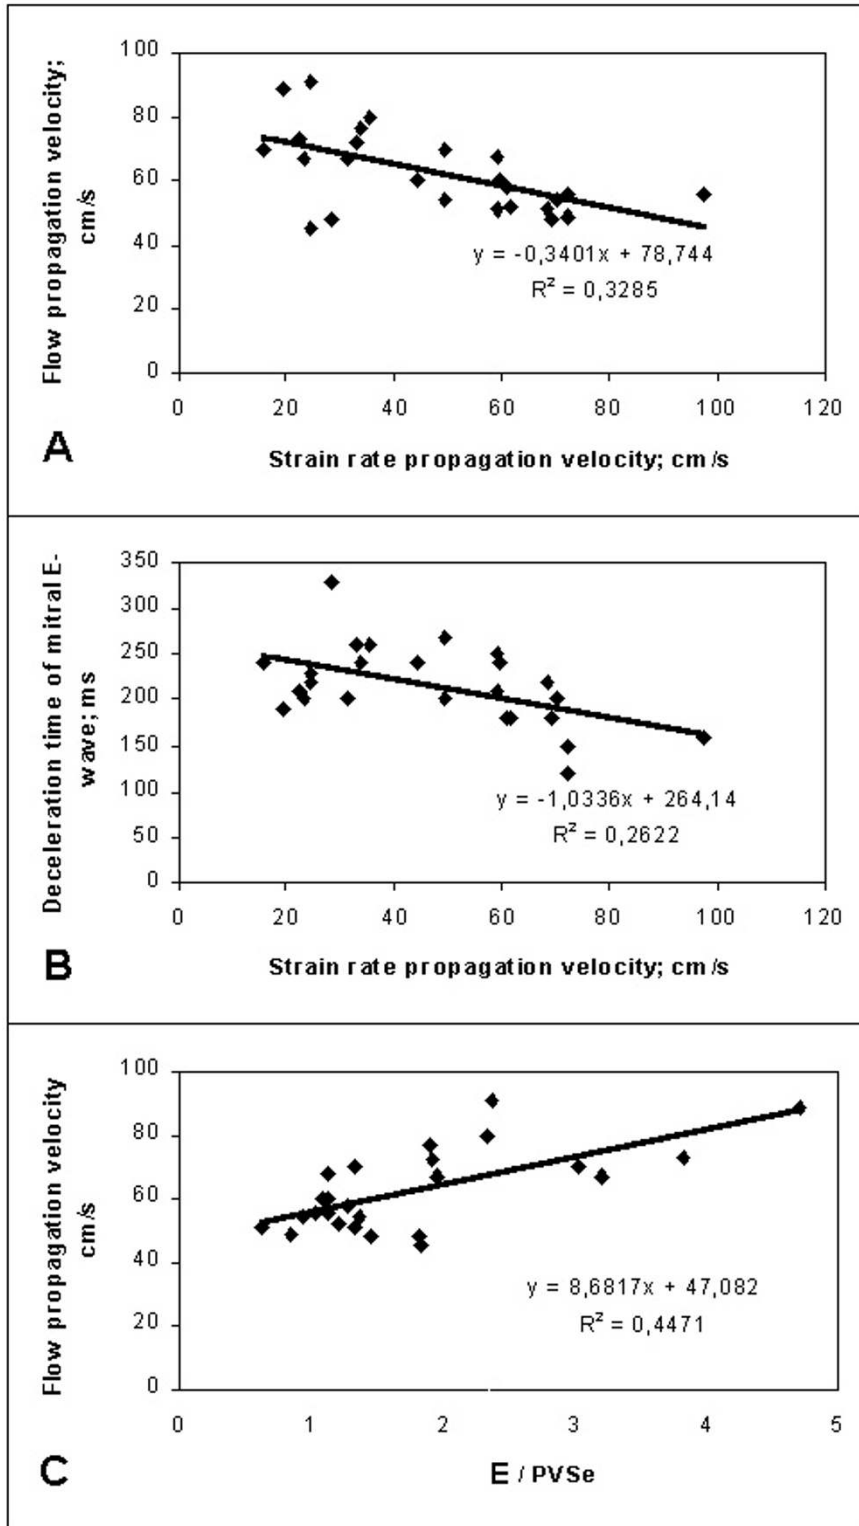 100
80
60
40
20
0
Flow propagation velocity;
cm/s
y = -0,3401x + 78,744
R² = 0,3285
0 20 40 60 80 100 120
Strain rate propagation velocity; cm/s
A
350
300
250
200
150
100
50
0
Deceleration time of mitral E-
wave; ms
y = -1,0336x + 264,14
R² = 0,2622
0 20 40 60 80 100 120
Strain rate propagation velocity; cm/s
B
100
80
60
40
20
0
Flow propagation velocity
cm/s
y = 8,6817x + 47,082
R² = 0,4471
0 1 2 3 4 5
E / PVSe
C